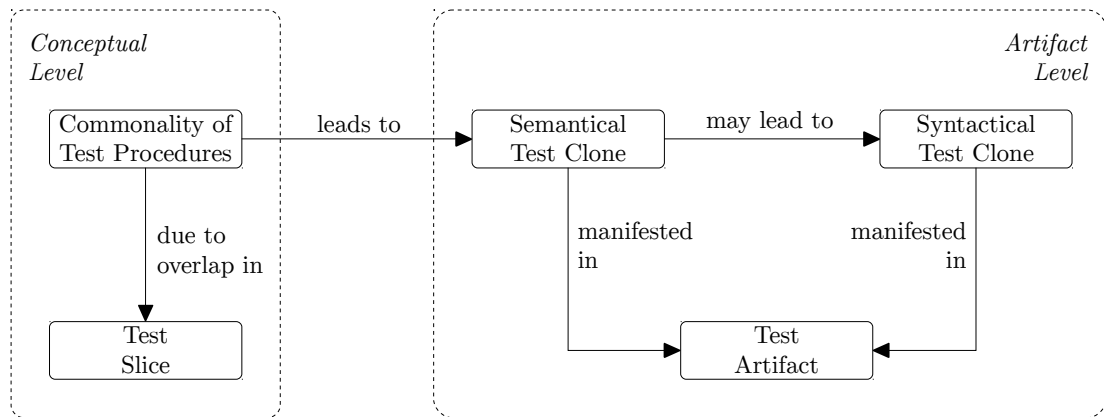 Conceptual
Level
Artifact
Level
Commonality of
Test Procedures
leads to
Semantical
Test Clone
may lead to
Syntactical
Test Clone
due to
overlap in
manifested
in
manifested
in
Test
Slice
Test
Artifact